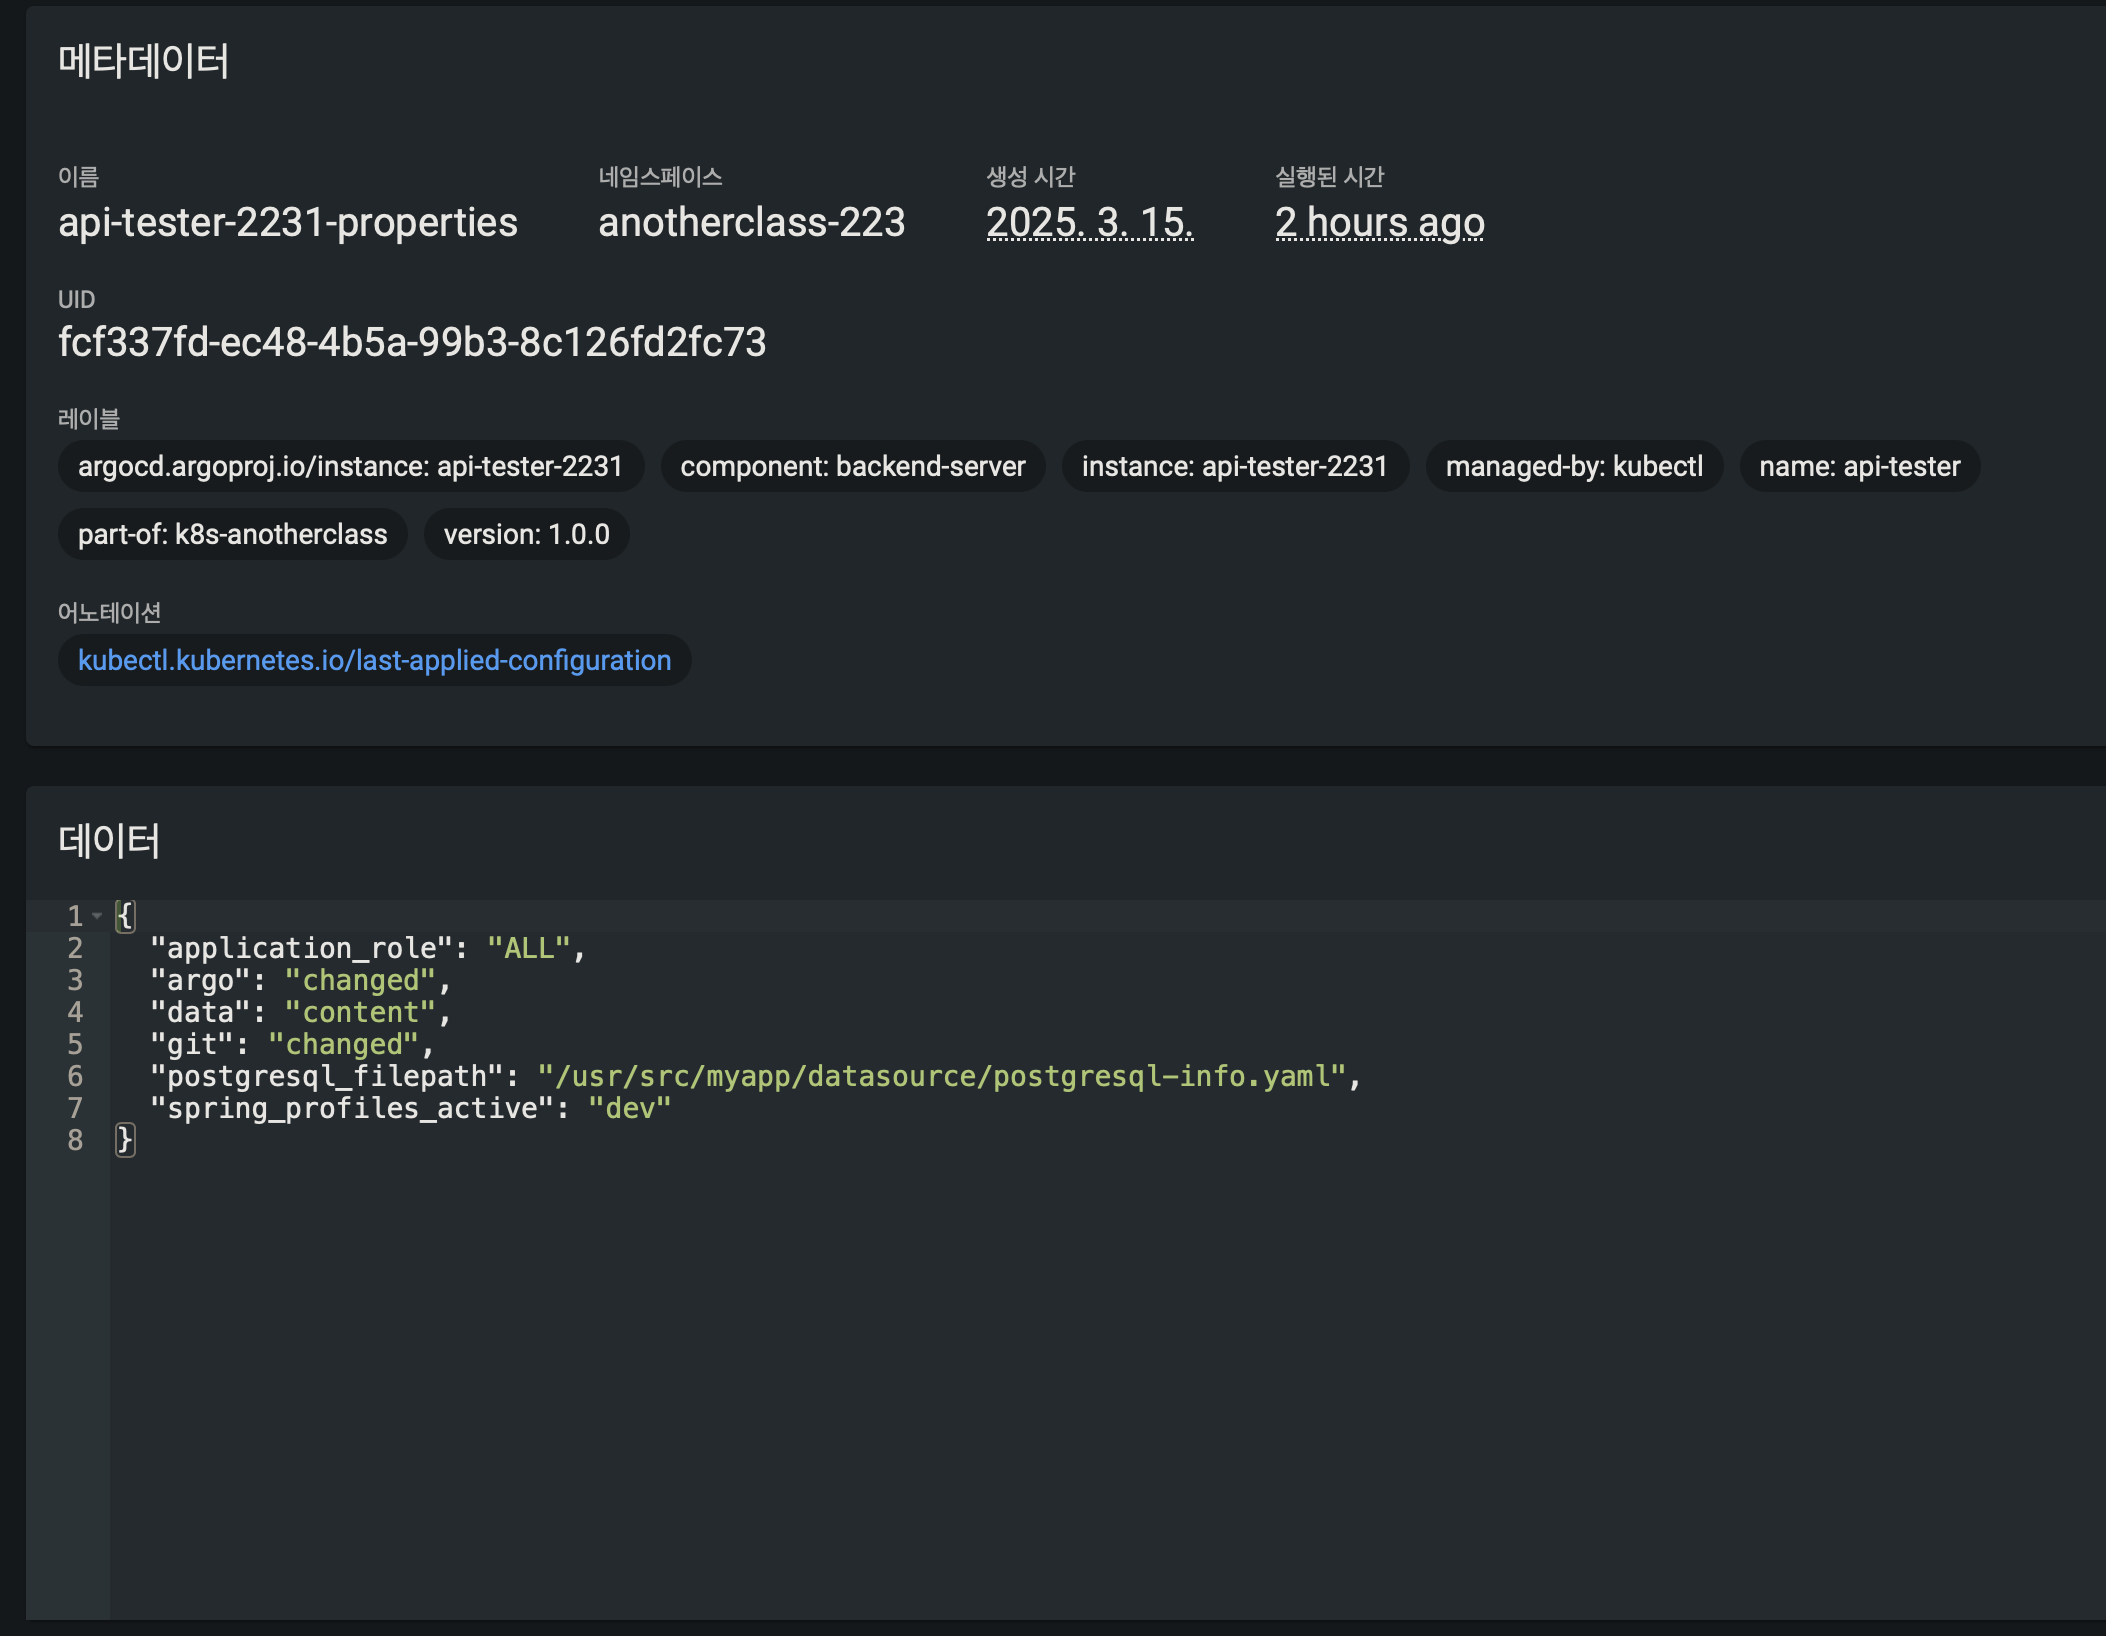 메타데이터
이름 네임스페이스 생성 시간 실행된 시간
api-tester-2231-properties anotherclass-223 2025. 3. 15. 2 hours ago
UID
fcf337fd-ec48-4b5a-99b3-8c126fd2fc73
레이블
argocd.argoproj.io/instance: api-tester-2231 component: backend-server instance: api-tester-2231 managed-by: kubectl name: api-tester
part-of: k8s-anotherclass version: 1.0.0
어노테이션
kubectl.kubernetes.io/last-applied-configuration
데이터
1 {
2 "application_role": "ALL",
3 "argo": "changed",
4 "data": "content",
5 "git": "changed",
6 "postgresql_filepath": "/usr/src/myapp/datasource/postgresql-info.yaml",
7 "spring_profiles_active": "dev"
8 }